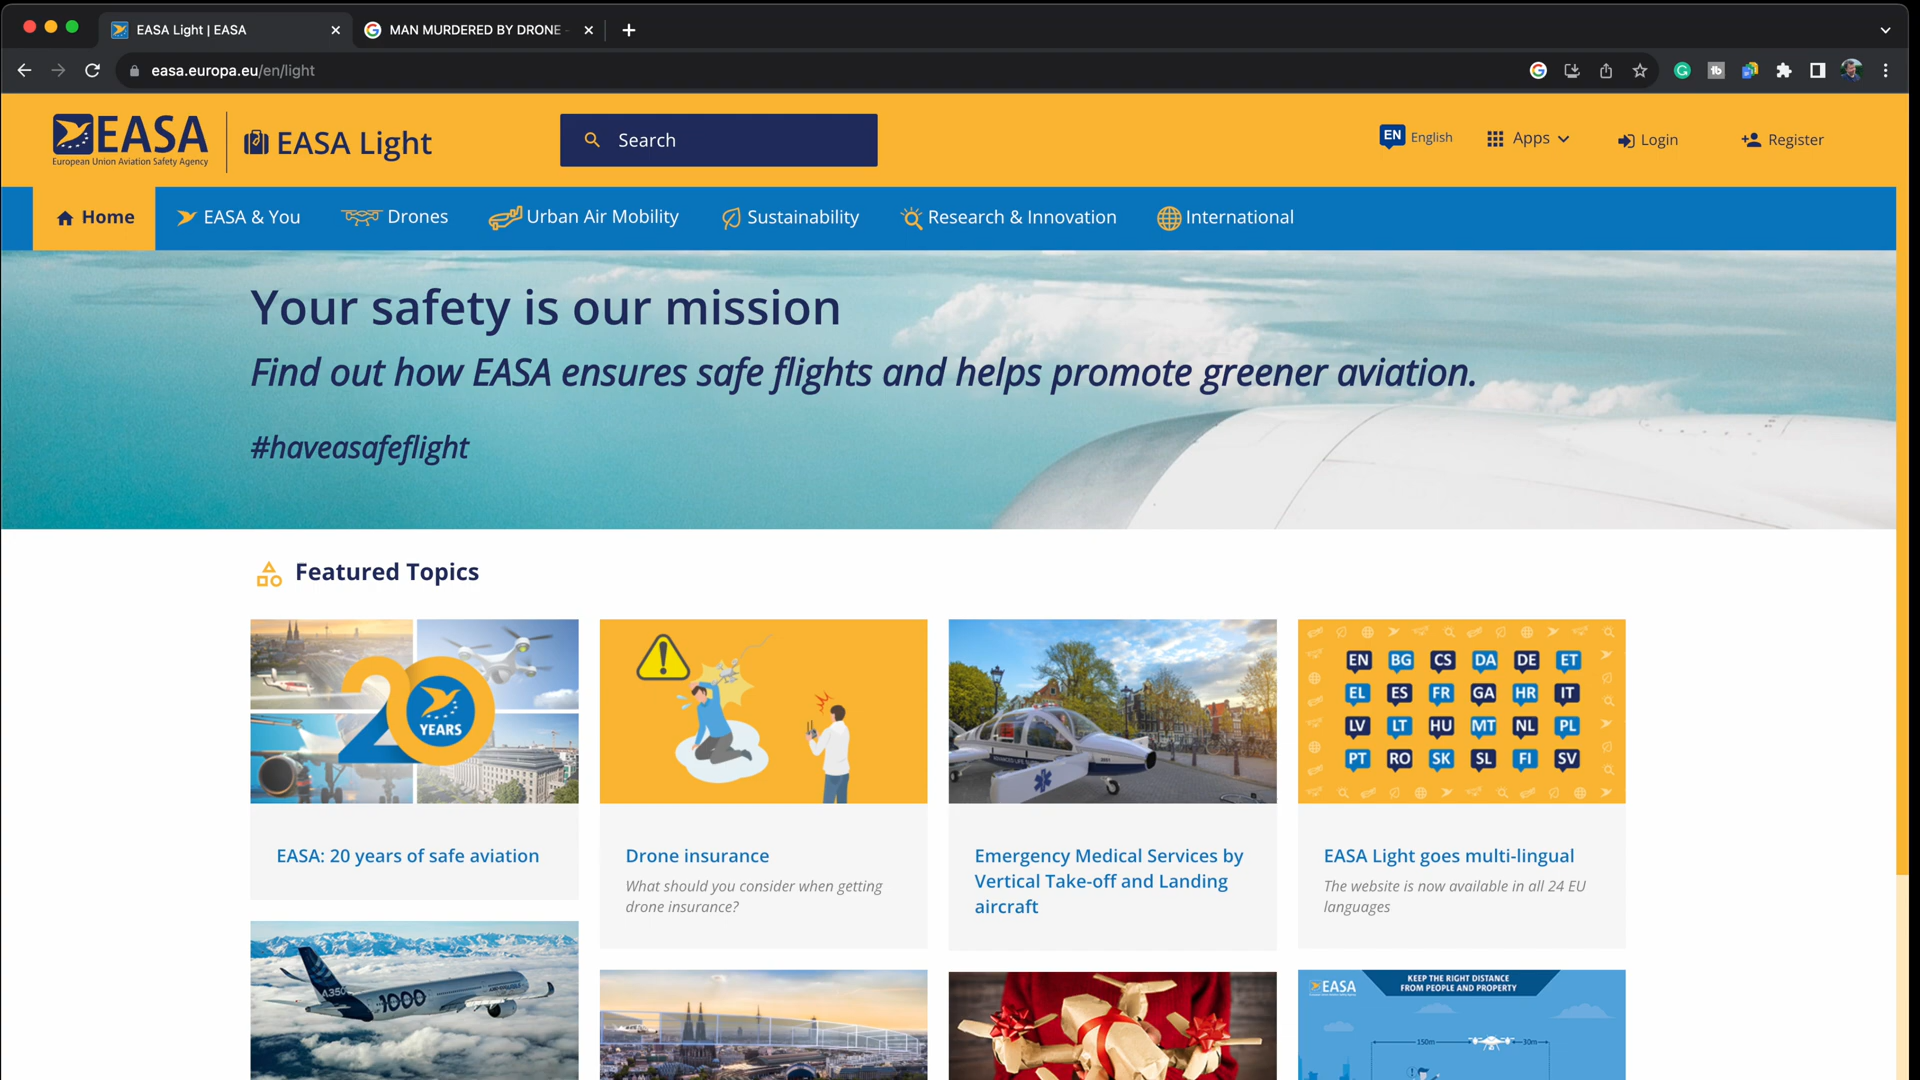 EASA Light | EASA
MAN MURDERED BY DRONE -
easa.europa.eu/en/light
EASA
European Union Aviation Safety Agency
EASA Light
Search
EN English
Apps
Login
Register
Home
EASA & You
Drones
Urban Air Mobility
Sustainability
Research & Innovation
International
Your safety is our mission
Find out how EASA ensures safe flights and helps promote greener aviation.
#haveasafeflight
Featured Topics
20
YEARS
EASA: 20 years of safe aviation
Drone insurance
What should you consider when getting
drone insurance?
Emergency Medical Services by
Vertical Take-off and Landing
aircraft
EN BG CS DA DE ET
EL ES FR GA HR IT
LV LT HU MT NL PL
PT RO SK SL FI SV
EASA Light goes multi-lingual
The website is now available in all 24 EU
languages
A350
1000
EASA
KEEP THE RIGHT DISTANCE
FROM PEOPLE AND PROPERTY
150m
30m